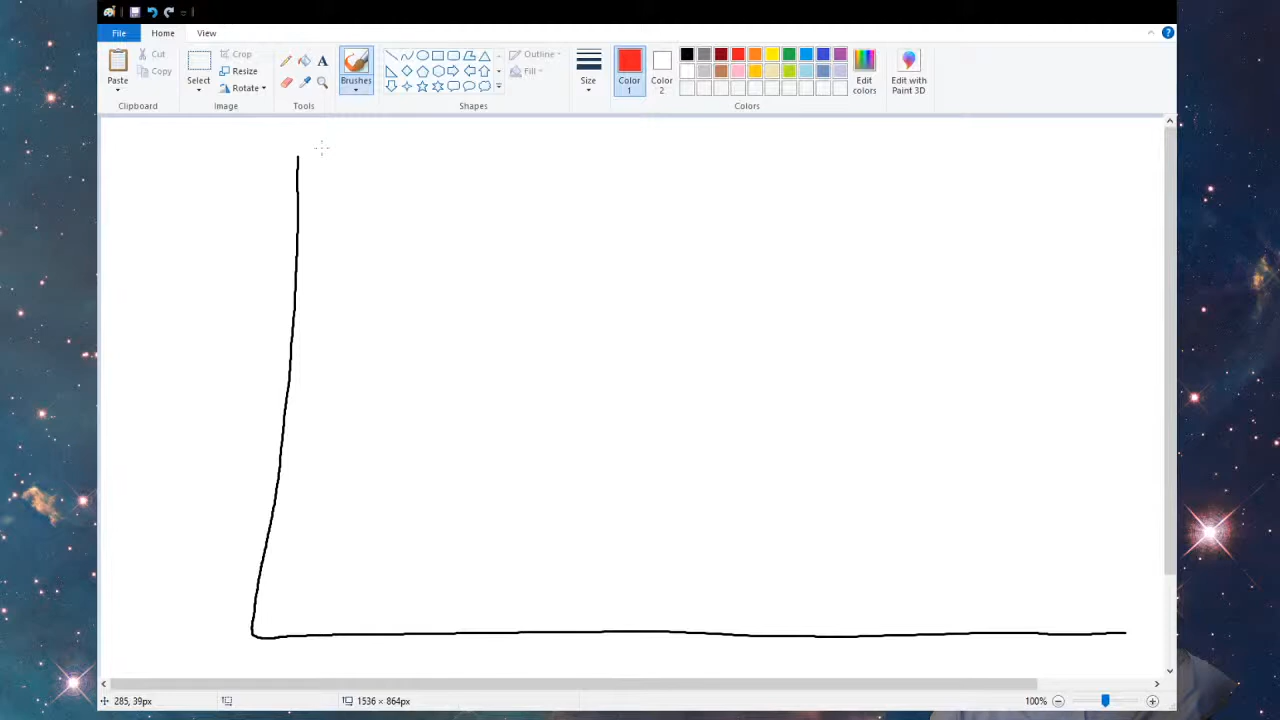 File Home View
Paste Cut Copy Clipboard
Select Crop Resize Rotate Image
A Tools
Brushes
Outline Fill Shapes
Size
Color 1 Color 2 Edit colors Colors
Edit with Paint 3D
285, 39px 1536 × 864px 100%